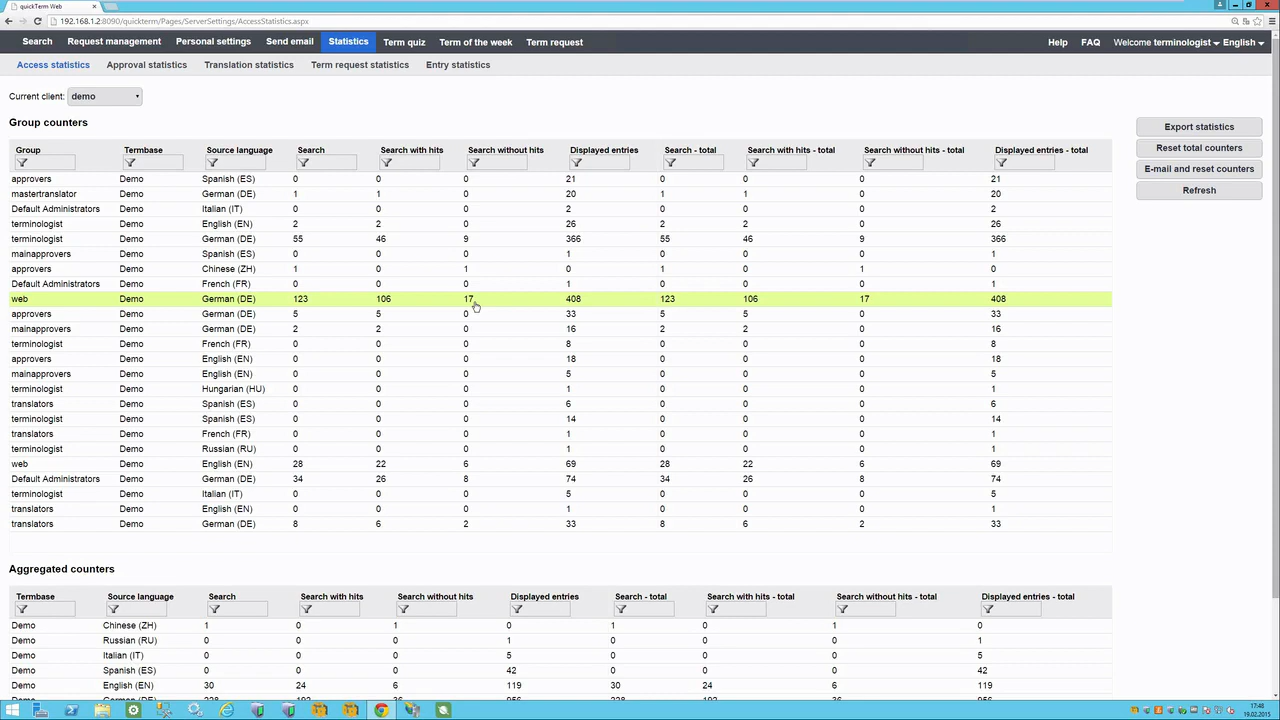 quickTerm Web
192.168.1.2:8090/quickterm/Pages/ServerSettings/AccessStatistics.aspx
Search Request management Personal settings Send email Statistics Term quiz Term of the week Term request Help FAQ Welcome terminologist English
Access statistics Approval statistics Translation statistics Term request statistics Entry statistics
Current client: demo
Group counters
Export statistics
Reset total counters
E-mail and reset counters
Refresh
Group Termbase Source language Search Search with hits Search without hits Displayed entries Search - total Search with hits - total Search without hits - total Displayed entries - total
approvers Demo Spanish (ES) 0 0 0 21 0 0 0 21
mastertranslator Demo German (DE) 1 1 0 20 1 1 0 20
Default Administrators Demo Italian (IT) 0 0 0 2 0 0 0 2
terminologist Demo English (EN) 2 2 0 26 2 2 0 26
terminologist Demo German (DE) 55 46 9 366 55 46 9 366
mainapprovers Demo Spanish (ES) 0 0 0 1 0 0 0 1
approvers Demo Chinese (ZH) 1 0 1 0 1 0 1 0
Default Administrators Demo French (FR) 0 0 0 1 0 0 0 1
web Demo German (DE) 123 106 17 408 123 106 17 408
approvers Demo German (DE) 5 5 0 33 5 5 0 33
mainapprovers Demo German (DE) 2 2 0 16 2 2 0 16
terminologist Demo French (FR) 0 0 0 8 0 0 0 8
approvers Demo English (EN) 0 0 0 18 0 0 0 18
mainapprovers Demo English (EN) 0 0 0 5 0 0 0 5
terminologist Demo Hungarian (HU) 0 0 0 1 0 0 0 1
translators Demo Spanish (ES) 0 0 0 6 0 0 0 6
terminologist Demo Spanish (ES) 0 0 0 14 0 0 0 14
translators Demo French (FR) 0 0 0 1 0 0 0 1
terminologist Demo Russian (RU) 0 0 0 1 0 0 0 1
web Demo English (EN) 28 22 6 69 28 22 6 69
Default Administrators Demo German (DE) 34 26 8 74 34 26 8 74
terminologist Demo Italian (IT) 0 0 0 5 0 0 0 5
translators Demo English (EN) 0 0 0 1 0 0 0 1
translators Demo German (DE) 8 6 2 33 8 6 2 33
Aggregated counters
Termbase Source language Search Search with hits Search without hits Displayed entries Search - total Search with hits - total Search without hits - total Displayed entries - total
Demo Chinese (ZH) 1 0 1 0 1 0 1 0
Demo Russian (RU) 0 0 0 1 0 0 0 1
Demo Italian (IT) 0 0 0 5 0 0 0 5
Demo Spanish (ES) 0 0 0 42 0 0 0 42
Demo English (EN) 30 24 6 119 30 24 6 119
17:48
19.02.2015